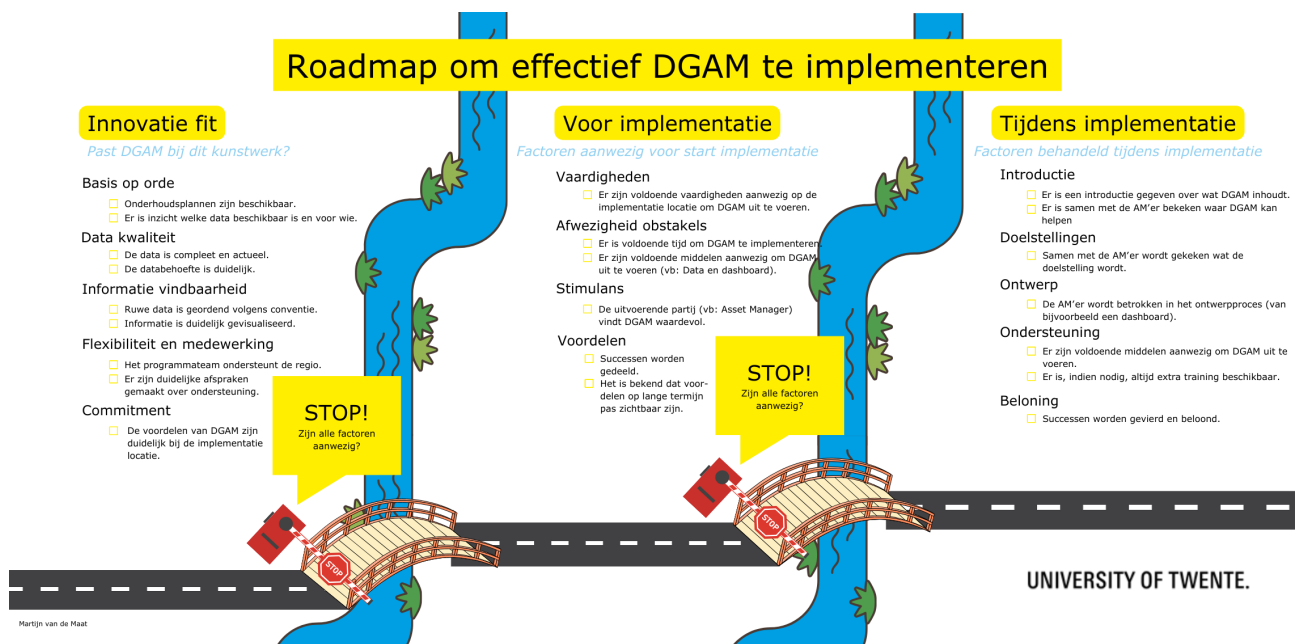 Roadmap om effectief DGAM te implementeren
Innovatie fit
Past DGAM bij dit kunstwerk?
Basis op orde
Onderhoudsplannen zijn beschikbaar.
Er is inzicht welke data beschikbaar is en voor wie.
Data kwaliteit
De data is compleet en actueel.
De databehoefte is duidelijk.
Informatie vindbaarheid
Ruwe data is geordend volgens conventie.
Informatie is duidelijk gevisualiseerd.
Flexibiliteit en medewerking
Het programmateam ondersteunt de regio.
Er zijn duidelijke afspraken
gemaakt over ondersteuning.
Commitment
De voordelen van DGAM zijn
duidelijk bij de implementatie
locatie.
STOP!
Zijn alle factoren
aanwezig?
STOP
Voor implementatie
Factoren aanwezig voor start implementatie
Vaardigheden
Er zijn voldoende vaardigheden aanwezig op de
implementatie locatie om DGAM uit te voeren.
Afwezigheid obstakels
Er is voldoende tijd om DGAM te implementeren.
Er zijn voldoende middelen aanwezig om DGAM
uit te voeren (vb: Data en dashboard).
Stimulans
De uitvoerende partij (vb: Asset Manager)
vindt DGAM waardevol.
Voordelen
Successen worden
gedeeld.
Het is bekend dat voor-
delen op lange termijn
pas zichtbaar zijn.
STOP!
Zijn alle factoren
aanwezig?
STOP
Tijdens implementatie
Factoren behandeld tijdens implementatie
Introductie
Er is een introductie gegeven over wat DGAM inhoudt.
Er is samen met de AM'er bekeken waar DGAM kan
helpen
Doelstellingen
Samen met de AM'er wordt gekeken wat de
doelstelling wordt.
Ontwerp
De AM'er wordt betrokken in het ontwerpproces (van
bijvoorbeeld een dashboard).
Ondersteuning
Er zijn voldoende middelen aanwezig om DGAM uit te
voeren.
Er is, indien nodig, altijd extra training beschikbaar.
Beloning
Successen worden gevierd en beloond.
UNIVERSITY OF TWENTE.
Martijn van de Maat